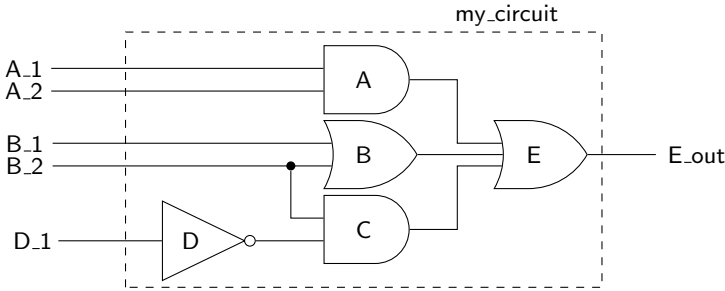 my_circuit
A_1
A_2
A
B_1
B_2
B
E
E_out
C
D_1
D